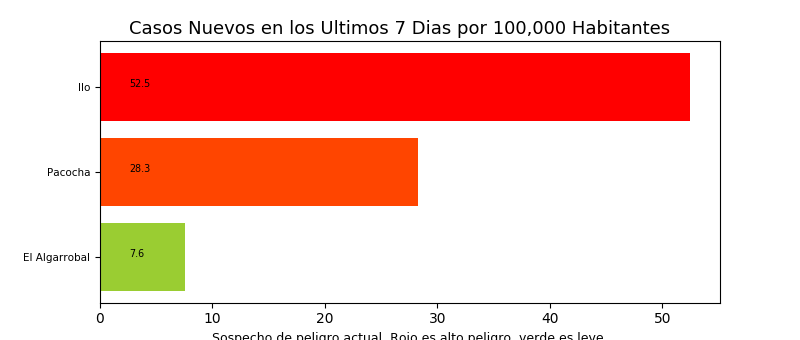 Casos Nuevos en los Ultimos 7 Dias por 100,000 Habitantes
Ilo
52.5
Pacocha
28.3
El Algarrobal
7.6
0 10 20 30 40 50
Sospecho de peligro actual. Rojo es alto peligro, verde es leve